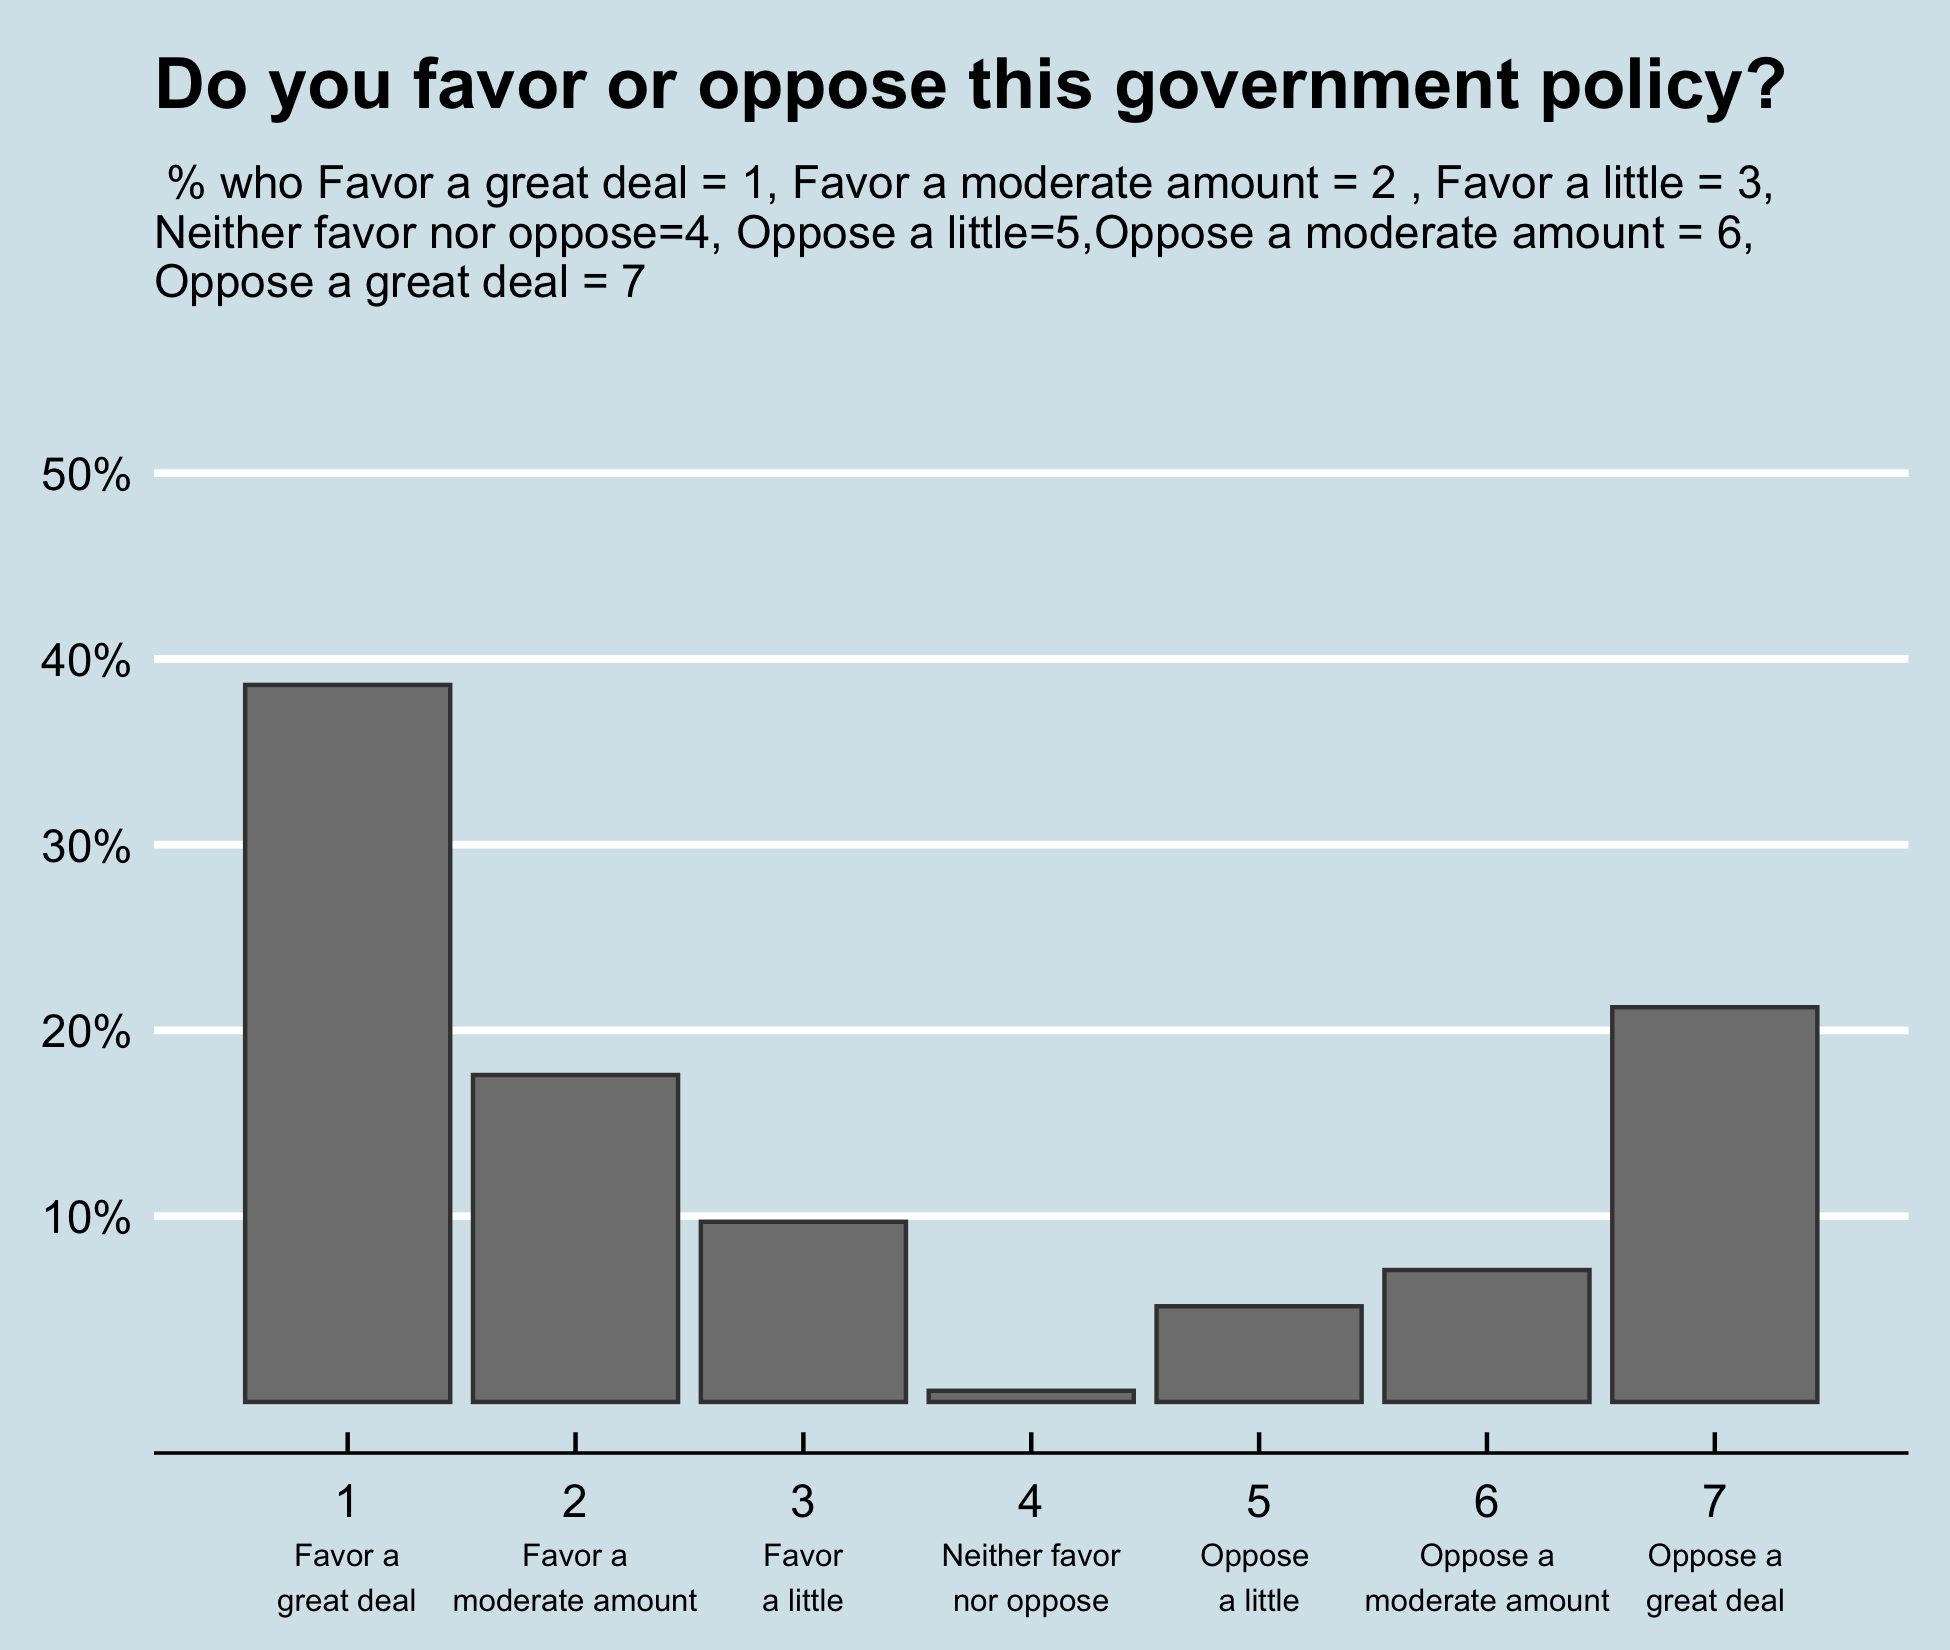 Do you favor or oppose this government policy?
% who Favor a great deal = 1, Favor a moderate amount = 2 , Favor a little = 3,
Neither favor nor oppose=4, Oppose a little=5,Oppose a moderate amount = 6,
Oppose a great deal = 7
50%
40%
30%
20%
10%
1 2 3 4 5 6 7
Favor a Favor a Favor Neither favor Oppose Oppose a Oppose a
great deal moderate amount a little nor oppose a little moderate amount great deal